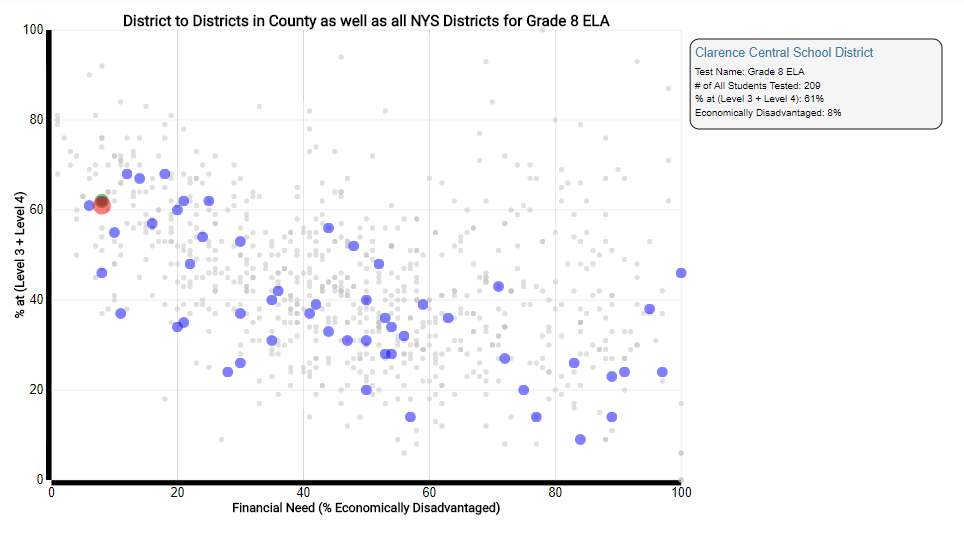 District to Districts in County as well as all NYS Districts for Grade 8 ELA
Clarence Central School District
Test Name: Grade 8 ELA
# of All Students Tested: 209
% at (Level 3 + Level 4): 61%
Economically Disadvantaged: 8%
% at (Level 3 + Level 4)
100
80
60
40
20
0
0 20 40 60 80 100
Financial Need (% Economically Disadvantaged)